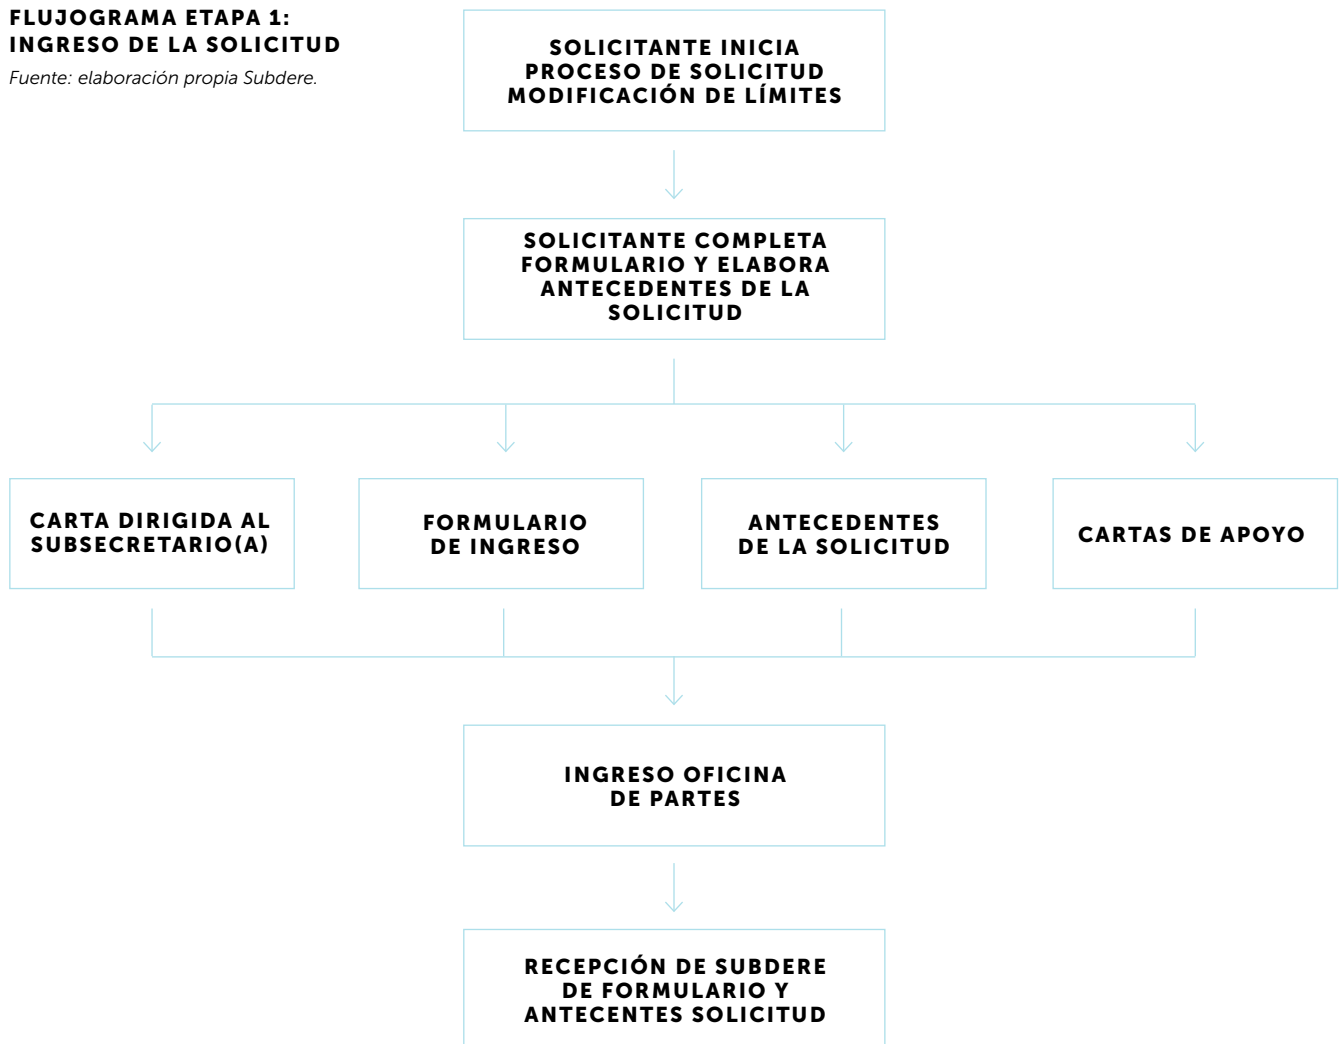 FLUJOGRAMA ETAPA 1:
INGRESO DE LA SOLICITUD
Fuente: elaboración propia Subdere.
SOLICITANTE INICIA
PROCESO DE SOLICITUD
MODIFICACIÓN DE LÍMITES
SOLICITANTE COMPLETA
FORMULARIO Y ELABORA
ANTECEDENTES DE LA
SOLICITUD
CARTA DIRIGIDA AL
SUBSECRETARIO(A)
FORMULARIO
DE INGRESO
ANTECEDENTES
DE LA SOLICITUD
CARTAS DE APOYO
INGRESO OFICINA
DE PARTES
RECEPCIÓN DE SUBDERE
DE FORMULARIO Y
ANTECENTES SOLICITUD